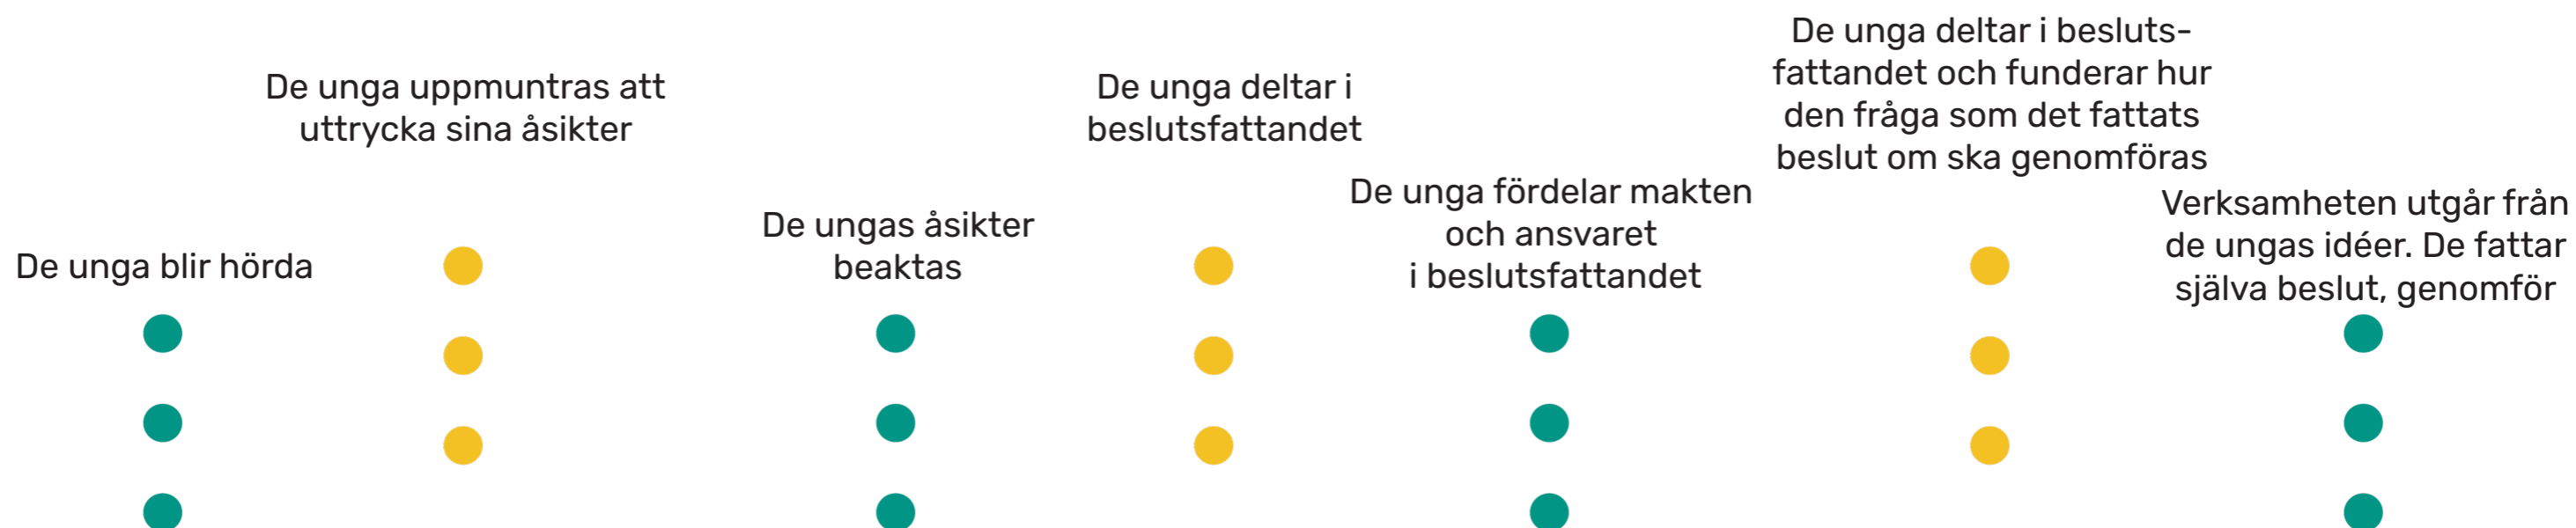 De unga blir hörda
De unga uppmuntras att
uttrycka sina åsikter
De ungas åsikter
beaktas
De unga deltar i
beslutsfattandet
De unga fördelar makten
och ansvaret
i beslutsfattandet
De unga deltar i besluts-
fattandet och funderar hur
den fråga som det fattats
beslut om ska genomföras
Verksamheten utgår från
de ungas idéer. De fattar
själva beslut, genomför